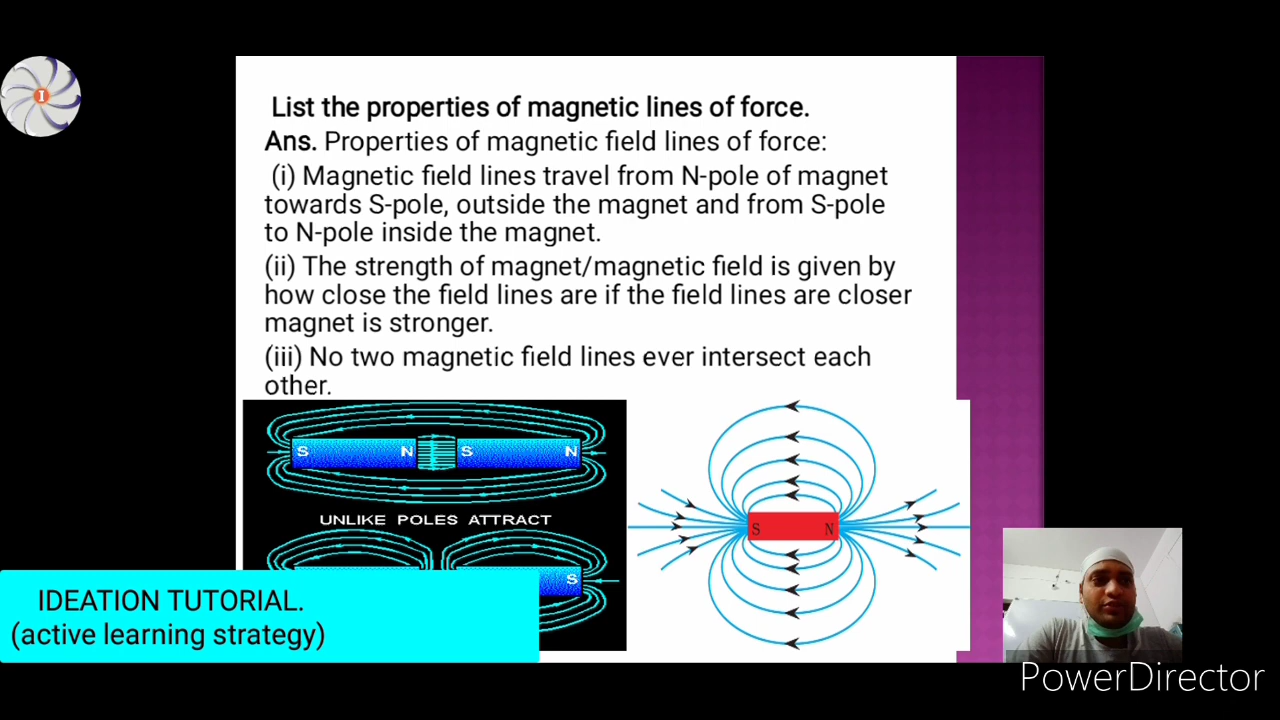 I
List the properties of magnetic lines of force.
Ans. Properties of magnetic field lines of force:
(i) Magnetic field lines travel from N-pole of magnet
towards S-pole, outside the magnet and from S-pole
to N-pole inside the magnet.
(ii) The strength of magnet/magnetic field is given by
how close the field lines are if the field lines are closer
magnet is stronger.
(iii) No two magnetic field lines ever intersect each
other.
S N S N
UNLIKE POLES ATTRACT
S
S N
IDEATION TUTORIAL.
(active learning strategy)
PowerDirector